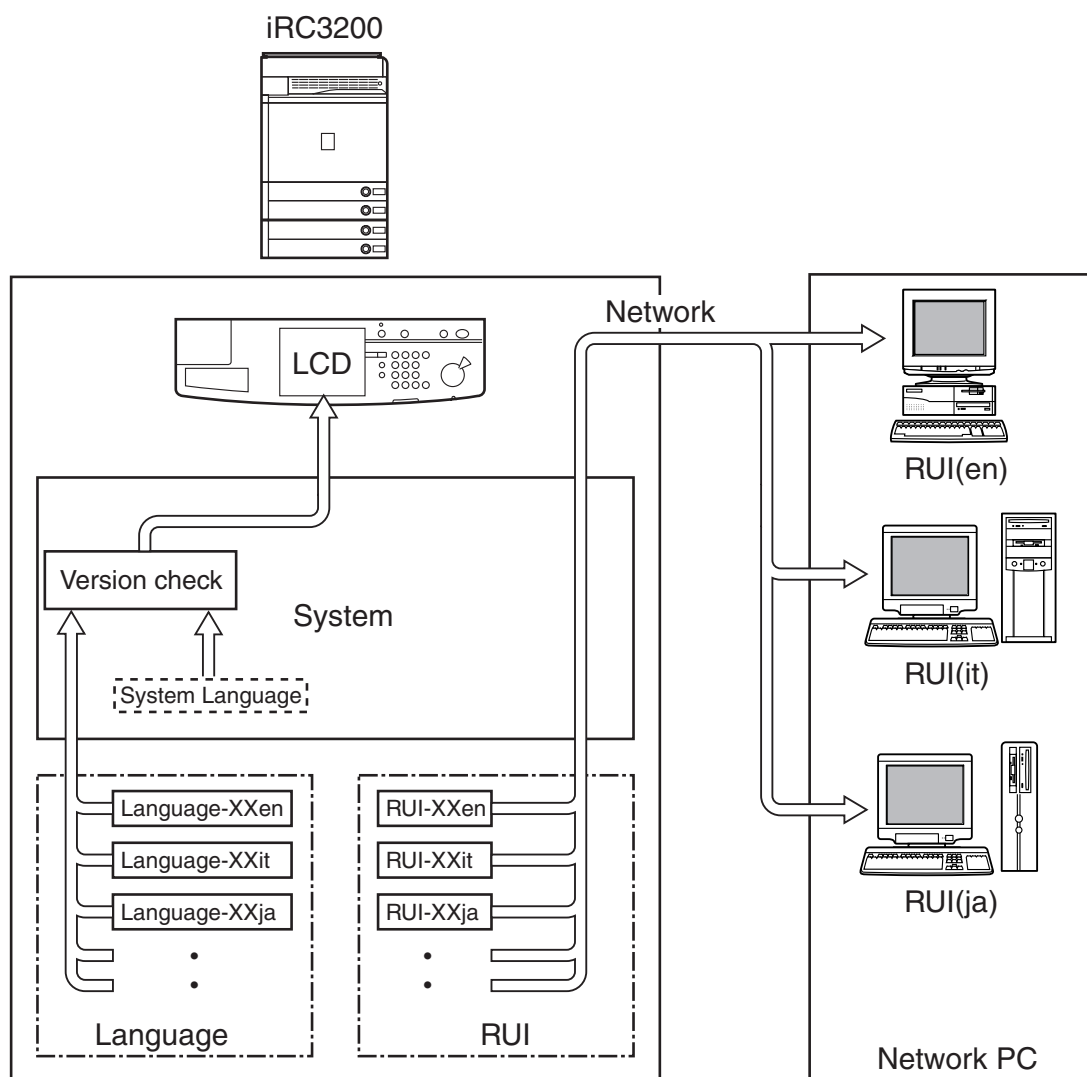 iRC3200
Network
LCD
RUI(en)
Version check
System
System Language
RUI(it)
Language-XXen
RUI-XXen
Language-XXit
RUI-XXit
Language-XXja
RUI-XXja
RUI(ja)
Language
RUI
Network PC